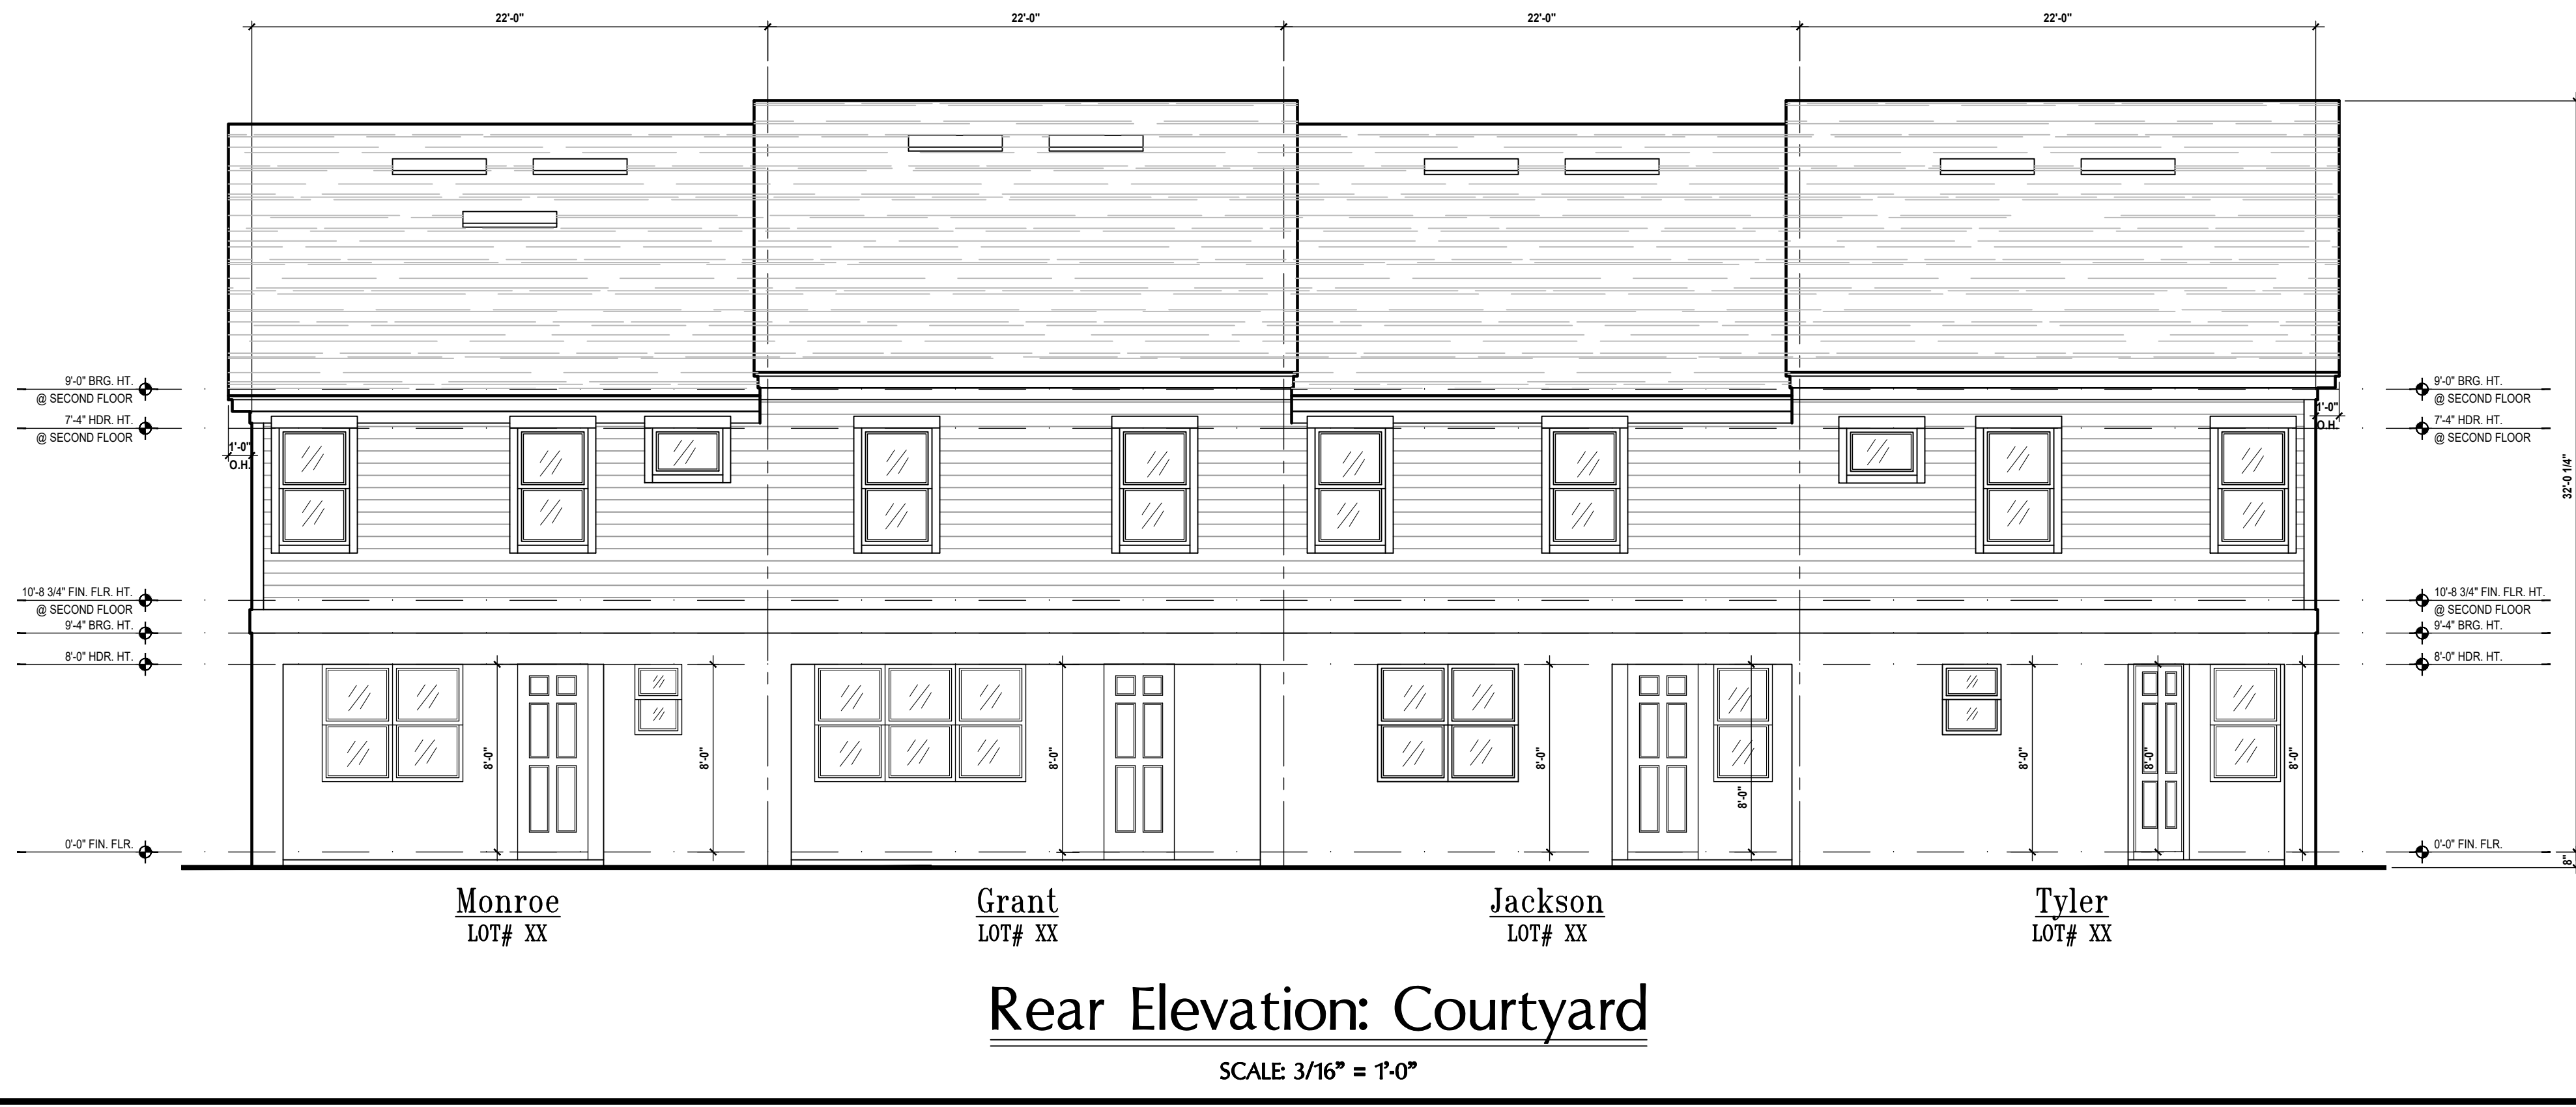 22'-0" 22'-0" 22'-0" 22'-0"
9'-0" BRG. HT.
@ SECOND FLOOR
7'-4" HDR. HT.
@ SECOND FLOOR
1'-0"
O.H.
10'-8 3/4" FIN. FLR. HT.
@ SECOND FLOOR
9'-4" BRG. HT.
8'-0" HDR. HT.
0'-0" FIN. FLR.
9'-0" BRG. HT.
@ SECOND FLOOR
1'-0"
O.H.
7'-4" HDR. HT.
@ SECOND FLOOR
32'-0 1/4"
10'-8 3/4" FIN. FLR. HT.
@ SECOND FLOOR
9'-4" BRG. HT.
8'-0" HDR. HT.
0'-0" FIN. FLR.
8"
8'-0" 8'-0" 8'-0" 8'-0" 8'-0" 8'-0" 8'-0" 8'-0"
Monroe
LOT# XX
Grant
LOT# XX
Jackson
LOT# XX
Tyler
LOT# XX
Rear Elevation: Courtyard
SCALE: 3/16" = 1'-0"